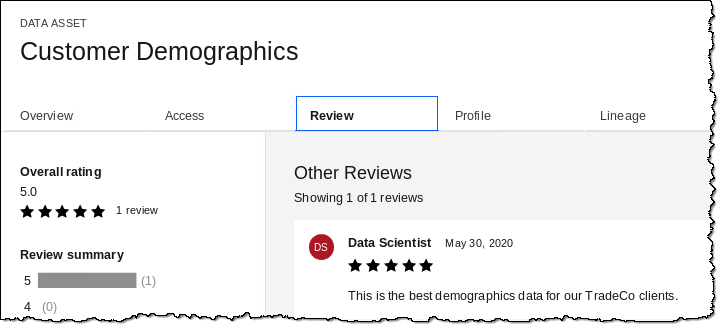 DATA ASSET
Customer Demographics
Overview Access Review Profile Lineage
Overall rating
5.0
1 review
Review summary
5 (1)
4 (0)
Other Reviews
Showing 1 of 1 reviews
DS Data Scientist May 30, 2020
This is the best demographics data for our TradeCo clients.